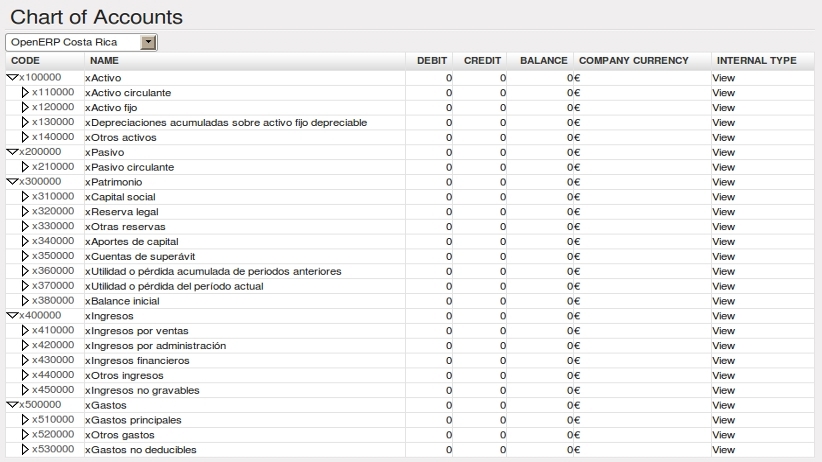 Chart of Accounts
OpenERP Costa Rica
CODE NAME DEBIT CREDIT BALANCE COMPANY CURRENCY INTERNAL TYPE
x100000 xActivo 0 0 0 € View
x110000 xActivo circulante 0 0 0 € View
x120000 xActivo fijo 0 0 0 € View
x130000 xDepreciaciones acumuladas sobre activo fijo depreciable 0 0 0 € View
x140000 xOtros activos 0 0 0 € View
x200000 xPasivo 0 0 0 € View
x210000 xPasivo circulante 0 0 0 € View
x300000 xPatrimonio 0 0 0 € View
x310000 xCapital social 0 0 0 € View
x320000 xReserva legal 0 0 0 € View
x330000 xOtras reservas 0 0 0 € View
x340000 xAportes de capital 0 0 0 € View
x350000 xCuentas de superávit 0 0 0 € View
x360000 xUtilidad o pérdida acumulada de periodos anteriores 0 0 0 € View
x370000 xUtilidad o pérdida del período actual 0 0 0 € View
x380000 xBalance inicial 0 0 0 € View
x400000 xIngresos 0 0 0 € View
x410000 xIngresos por ventas 0 0 0 € View
x420000 xIngresos por administración 0 0 0 € View
x430000 xIngresos financieros 0 0 0 € View
x440000 xOtros ingresos 0 0 0 € View
x450000 xIngresos no gravables 0 0 0 € View
x500000 xGastos 0 0 0 € View
x510000 xGastos principales 0 0 0 € View
x520000 xOtros gastos 0 0 0 € View
x530000 xGastos no deducibles 0 0 0 € View